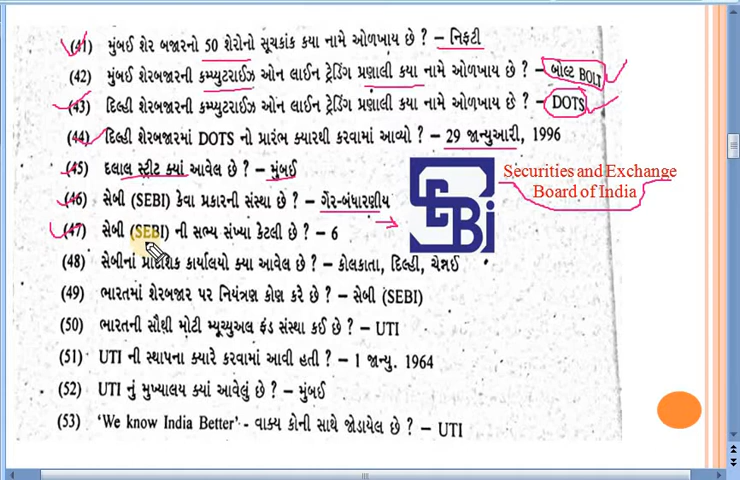 (41) મુંબઈ શેર બજારનો 50 શેરોનો સૂચકાંક ક્યા નામે ઓળખાય છે? – નિફ્ટી
(42) મુંબઈ શેરબજારની કમ્પ્યુટરાઈઝ ઓન લાઈન ટ્રેડિંગ પ્રણાલી ક્યા નામે ઓળખાય છે? – બોલ્ટ BOLT
(43) દિલ્હી શેરબજારની કમ્પ્યુટરાઈઝ ઓન લાઈન ટ્રેડિંગ પ્રણાલી ક્યા નામે ઓળખાય છે? – DOTS
(44) દિલ્હી શેરબજારમાં DOTS નો પ્રારંભ ક્યારથી કરવામાં આવ્યો? – 29 જાન્યુઆરી, 1996
(45) દલાલ સ્ટ્રીટ ક્યાં આવેલ છે? – મુંબઈ
(46) સેબી (SEBI) કેવા પ્રકારની સંસ્થા છે? – ગેર-બંધારણીય
(47) સેબી (SEBI) ની સભ્ય સંખ્યા કેટલી છે? – 6
SEBI
Securities and Exchange
Board of India
(48) સેબીનાં પ્રાદેશિક કાર્યાલયો ક્યા આવેલ છે? – કોલકાતા, દિલ્હી, ચેન્નઈ
(49) ભારતમાં શેરબજાર પર નિયંત્રણ કોણ કરે છે? – સેબી (SEBI)
(50) ભારતની સૌથી મોટી મ્યૂચ્યુઅલ ફંડ સંસ્થા કઈ છે? – UTI
(51) UTI ની સ્થાપના ક્યારે કરવામાં આવી હતી? – 1 જાન્યુ. 1964
(52) UTI નું મુખ્યાલય ક્યાં આવેલું છે? – મુંબઈ
(53) ‘We know India Better’ - વાક્ય કોની સાથે જોડાયેલ છે? – UTI